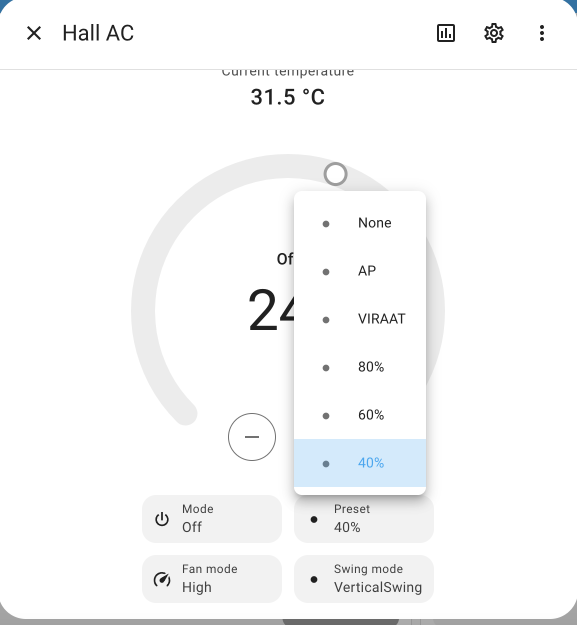 Hall AC
Current temperature
31.5 °C
Of
24
None
AP
VIRAAT
80%
60%
40%
Mode
Off
Preset
40%
Fan mode
High
Swing mode
VerticalSwing